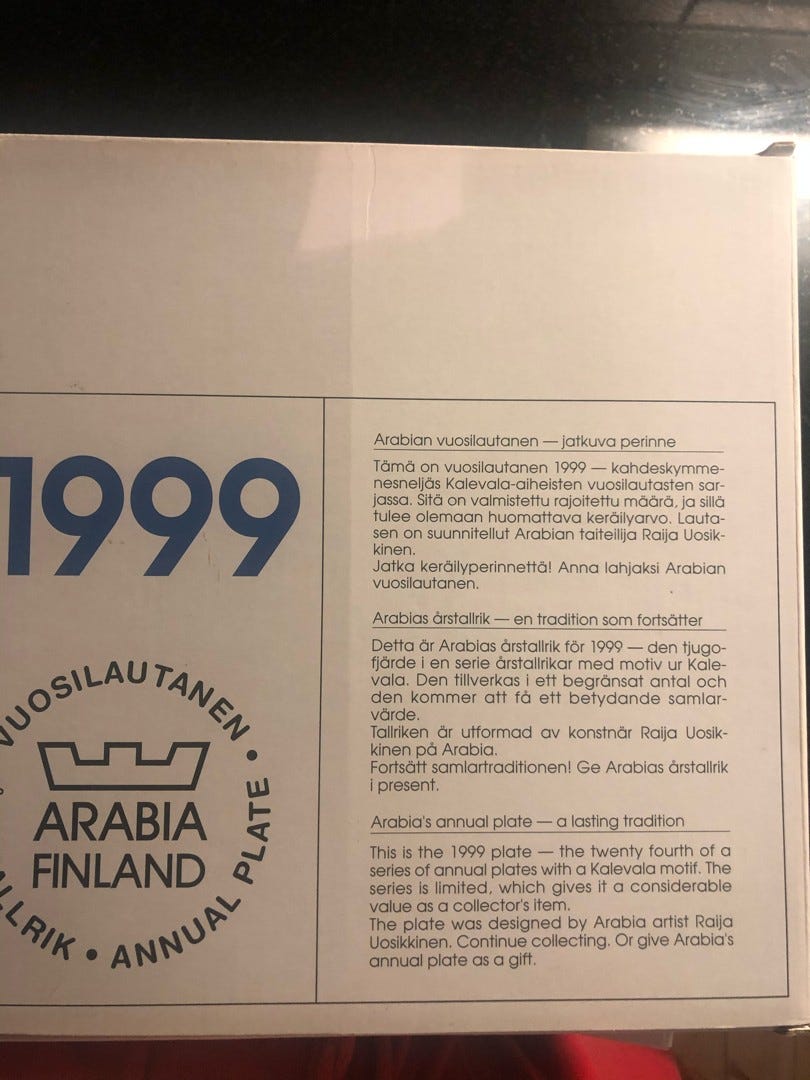 1999
VUOSILAUTANEN • ANNUAL PLATE •
ARABIA
FINLAND
Arabian vuosilautanen — jatkuva perinne
Tämä on vuosilautanen 1999 — kahdeskymme-
nesneljäs Kalevala-aiheisten vuosilautasten sar-
jassa. Sitä on valmistettu rajoitettu määrä, ja sillä
tulee olemaan huomattava keräilyarvo. Lauta-
sen on suunnitellut Arabian taiteilija Raija Uosik-
kinen.
Jatka keräilyperinnettä! Anna lahjaksi Arabian
vuosilautanen.
Arabias årstallrik — en tradition som fortsätter
Detta är Arabias årstallrik för 1999 — den tjugo-
fjärde i en serie årstallrikar med motiv ur Kale-
vala. Den tillverkas i ett begränsat antal och
den kommer att få ett betydande samlar-
värde.
Tallriken är utformad av konstnär Raija Uosik-
kinen på Arabia.
Fortsätt samlartraditionen! Ge Arabias årstallrik
i present.
Arabia's annual plate — a lasting tradition
This is the 1999 plate — the twenty fourth of a
series of annual plates with a Kalevala motif. The
series is limited, which gives it a considerable
value as a collector's item.
The plate was designed by Arabia artist Raija
Uosikkinen. Continue collecting. Or give Arabia's
annual plate as a gift.